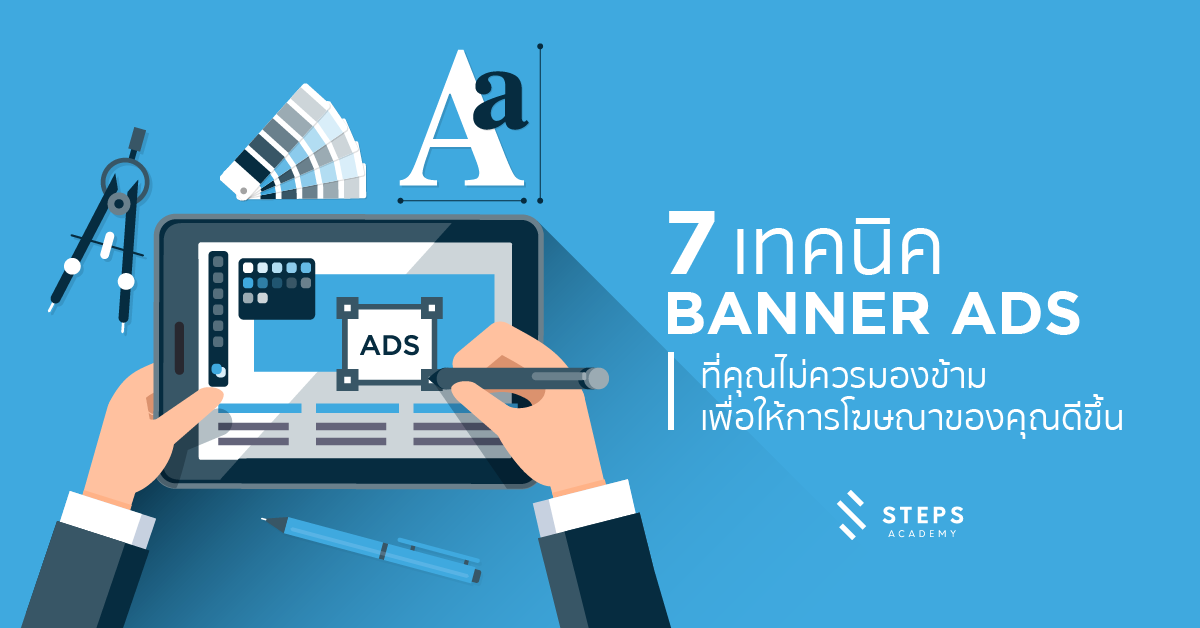 Aa
ADS
7 เทคนิค
BANNER ADS
ที่คุณไม่ควรมองข้าม
เพื่อให้การโฆษณาของคุณดีขึ้น
STEPS
ACADEMY